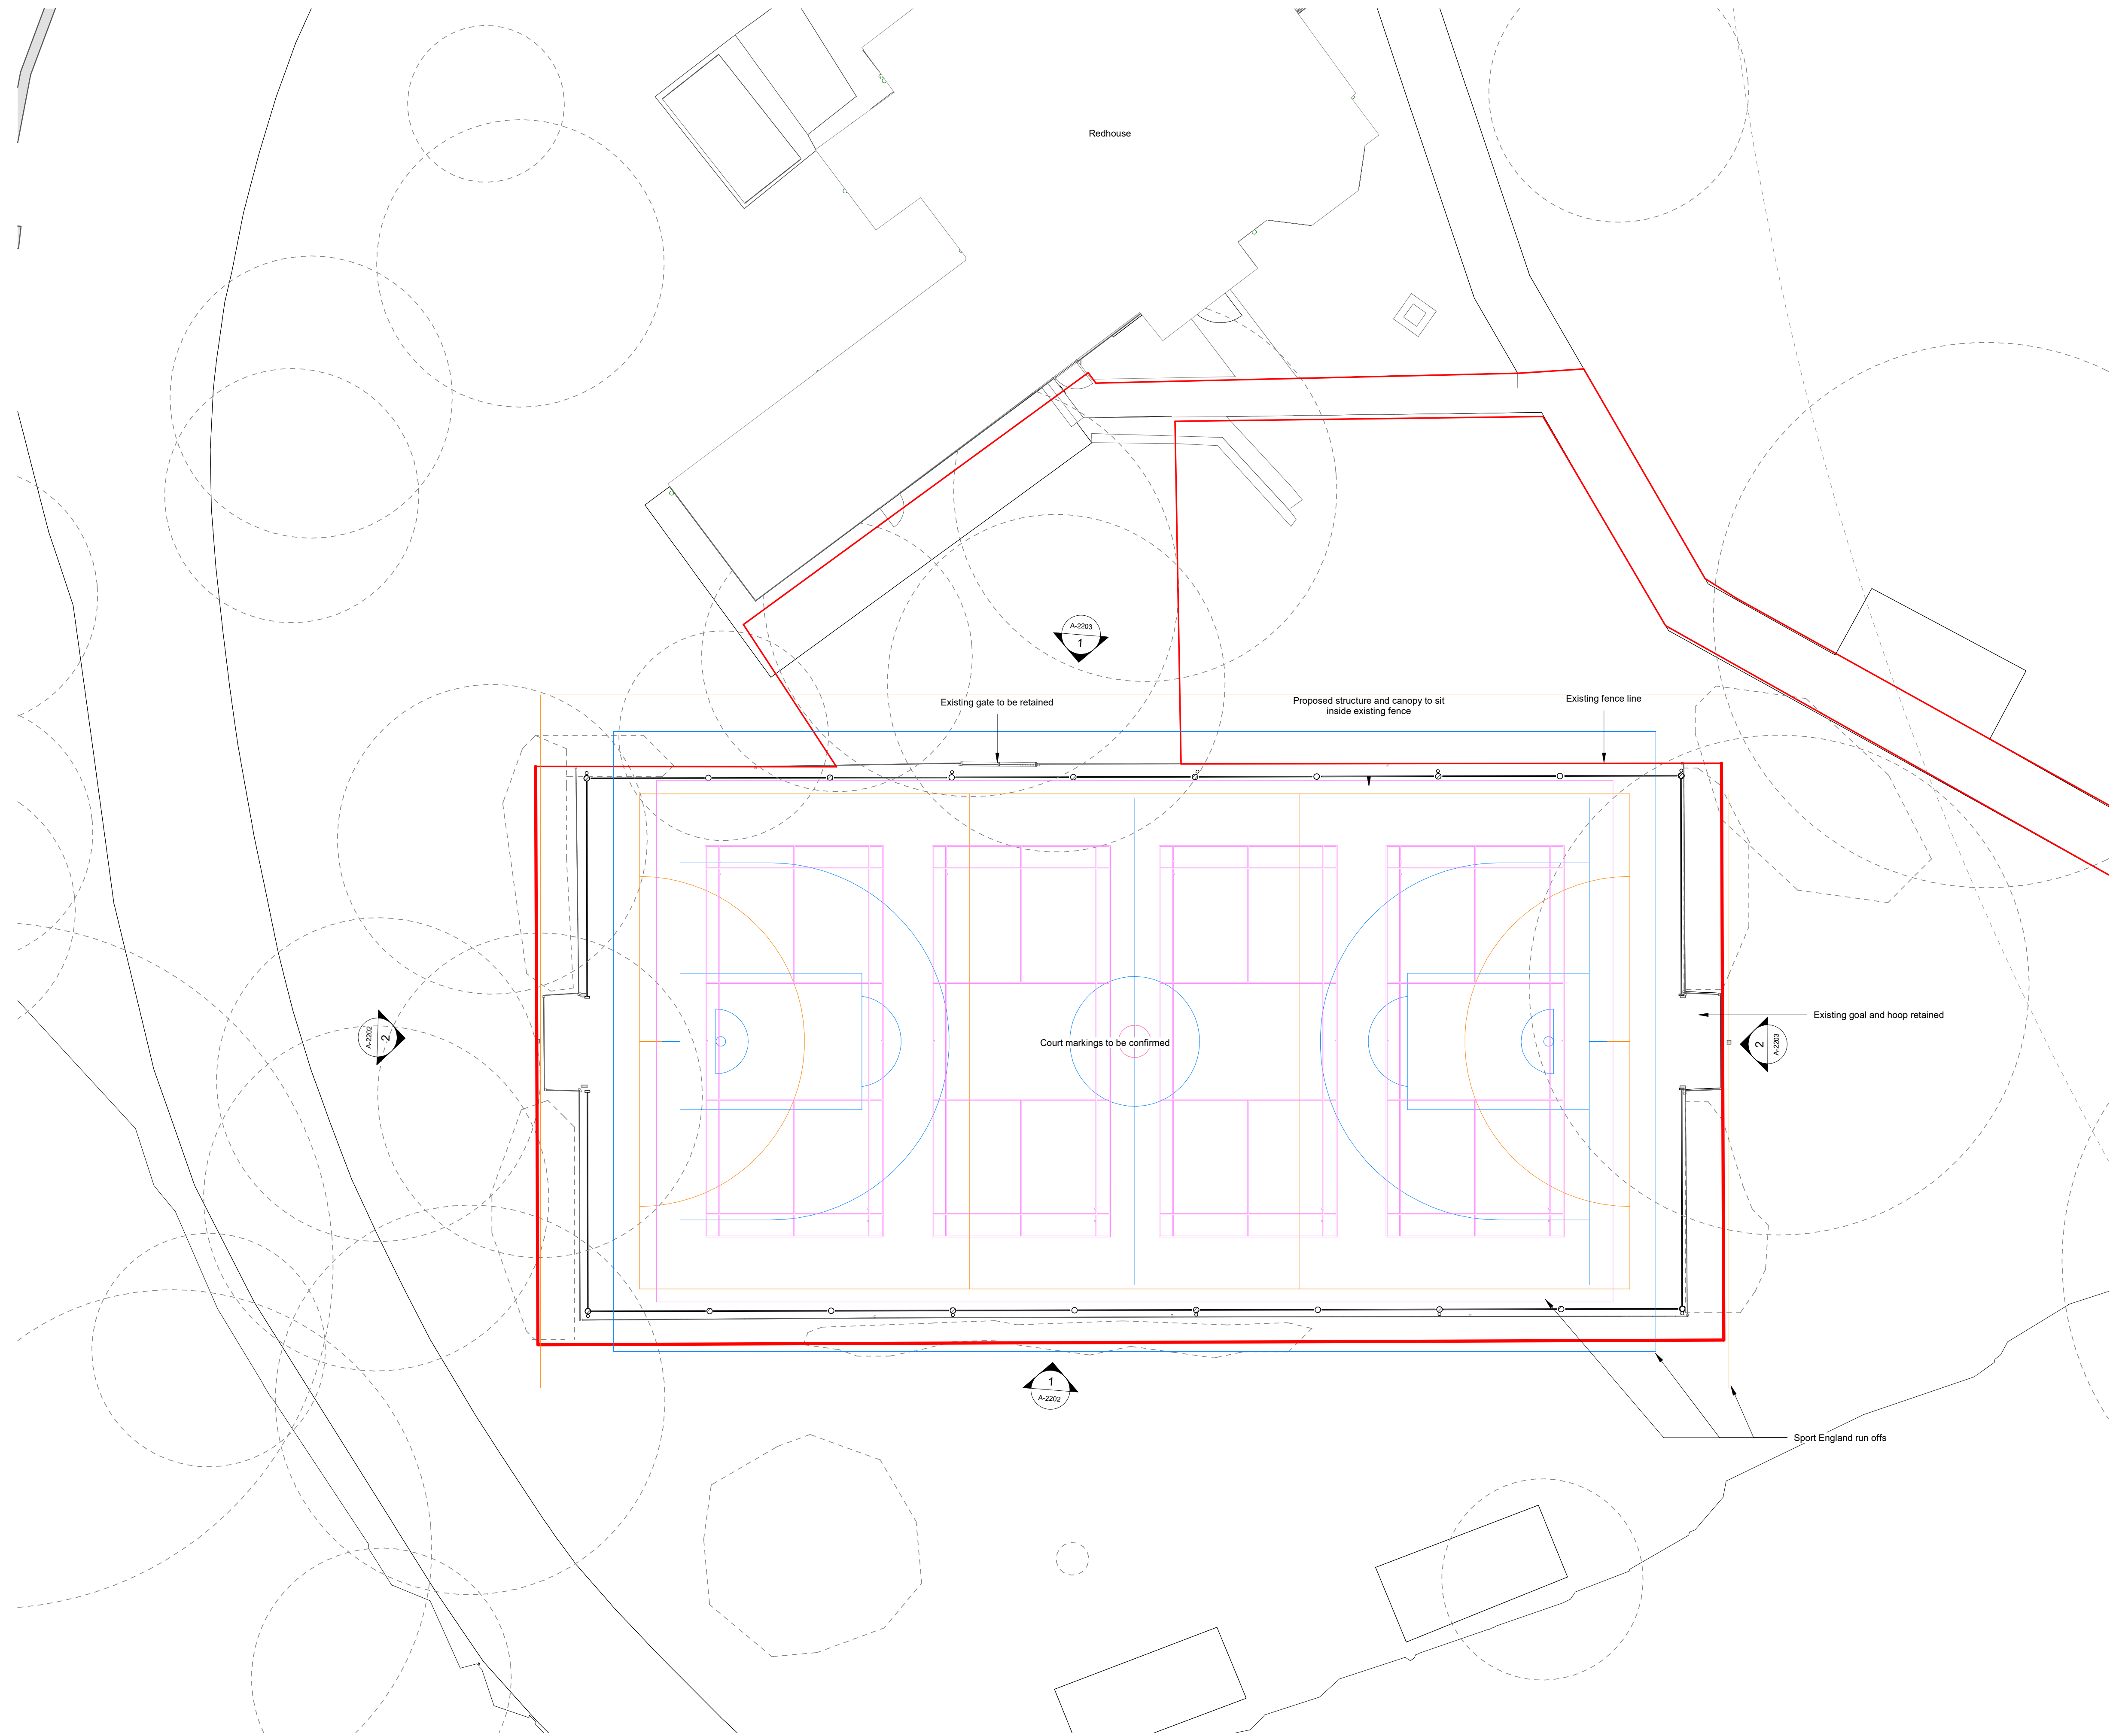 Redhouse
A-2203
1
Existing gate to be retained
Proposed structure and canopy to sit
inside existing fence
Existing fence line
A-2202
2
Existing goal and hoop retained
2
A-2203
Court markings to be confirmed
1
A-2202
Sport England run offs